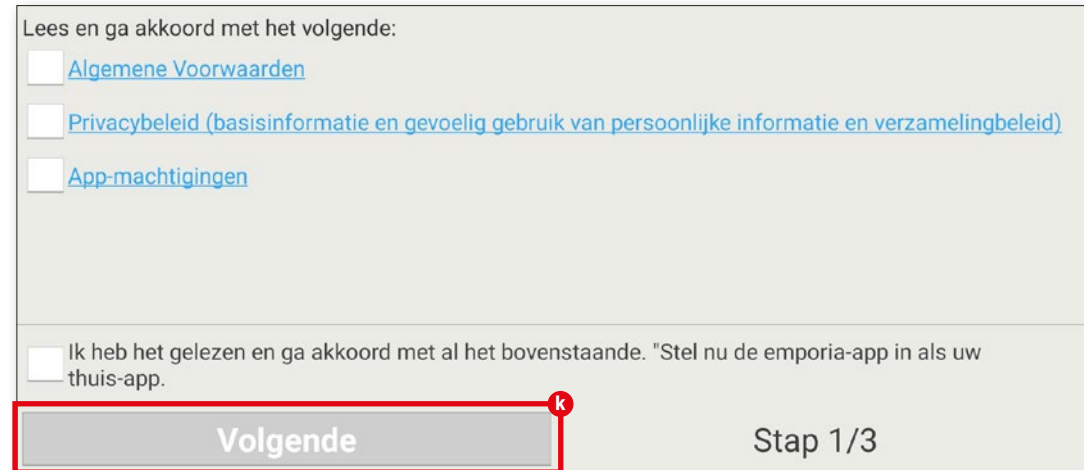 Lees en ga akkoord met het volgende:
Algemene Voorwaarden
Privacybeleid (basisinformatie en gevoelig gebruik van persoonlijke informatie en verzamelingbeleid)
App-machtigingen
Ik heb het gelezen en ga akkoord met al het bovenstaande. "Stel nu de emporia-app in als uw
thuis-app.
k
Volgende
Stap 1/3